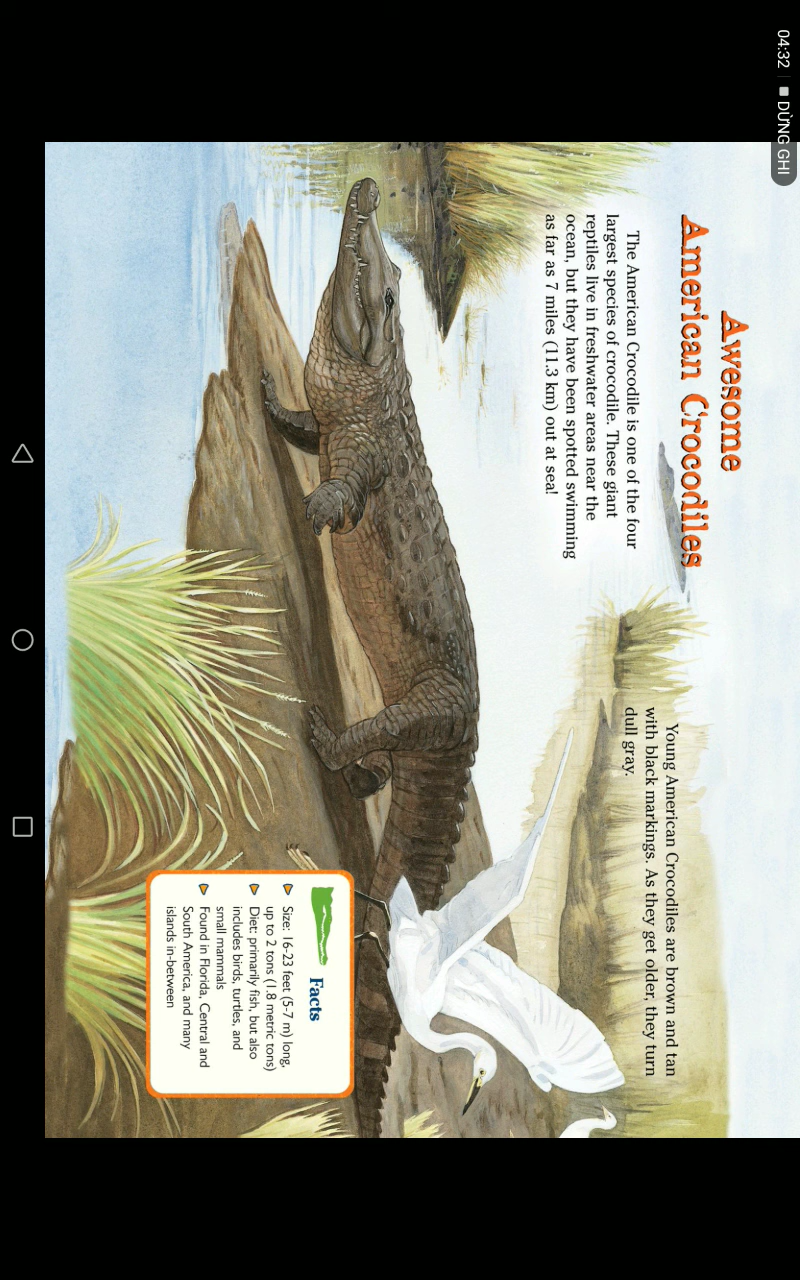 04:32 DỪNG GHI
Awesome
American Crocodiles
The American Crocodile is one of the four
largest species of crocodile. These giant
reptiles live in freshwater areas near the
ocean, but they have been spotted swimming
as far as 7 miles (11.3 km) out at sea!
Young American Crocodiles are brown and tan
with black markings. As they get older, they turn
dull gray.
Facts
Size: 16-23 feet (5-7 m) long,
up to 2 tons (1.8 metric tons)
Diet: primarily fish, but also
includes birds, turtles, and
small mammals
Found in Florida, Central and
South America, and many
islands in-between